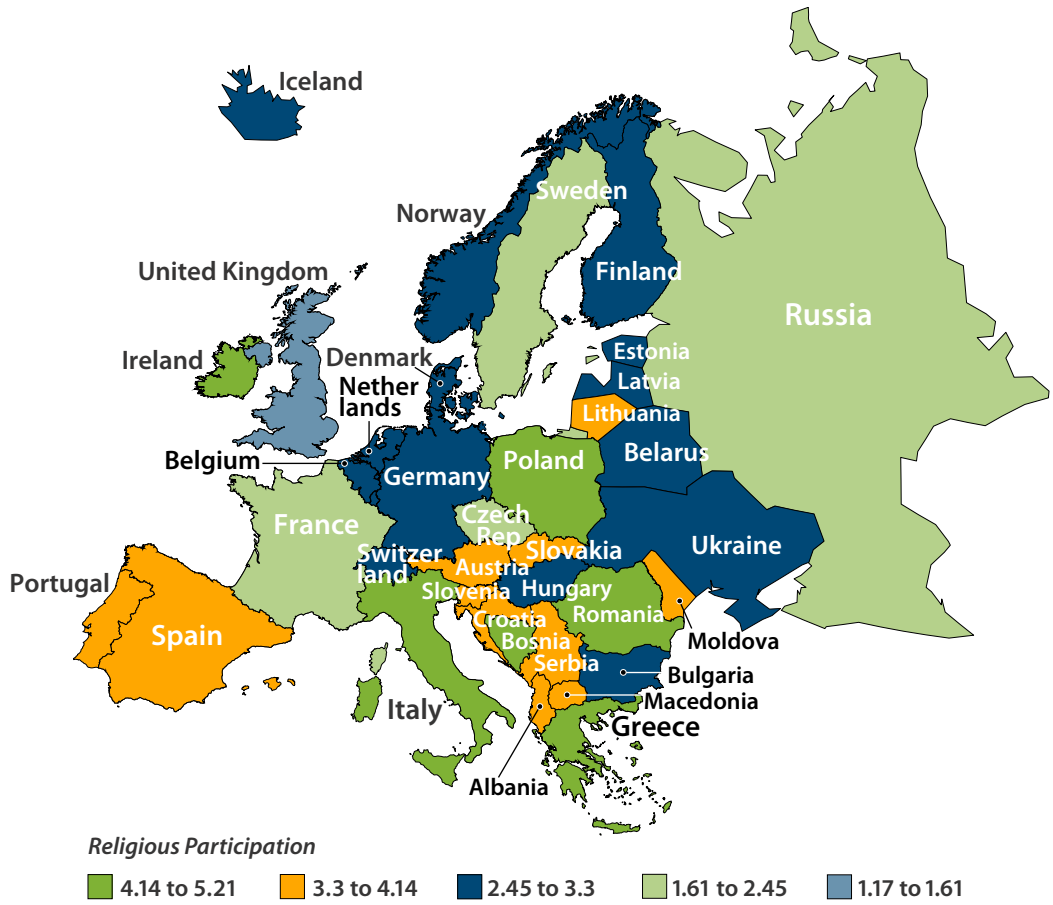 Iceland
Sweden
Norway
United Kingdom
Finland
Russia
Ireland
Denmark
Estonia
Nether
lands
Latvia
Lithuania
Belgium
Germany
Poland
Belarus
France
Czech
Rep
Ukraine
Switzer
land
Slovakia
Austria
Portugal
Slovenia
Hungary
Spain
Croatia
Romania
Bosnia
Moldova
Serbia
Bulgaria
Macedonia
Italy
Greece
Albania
Religious Participation
4.14 to 5.21
3.3 to 4.14
2.45 to 3.3
1.61 to 2.45
1.17 to 1.61